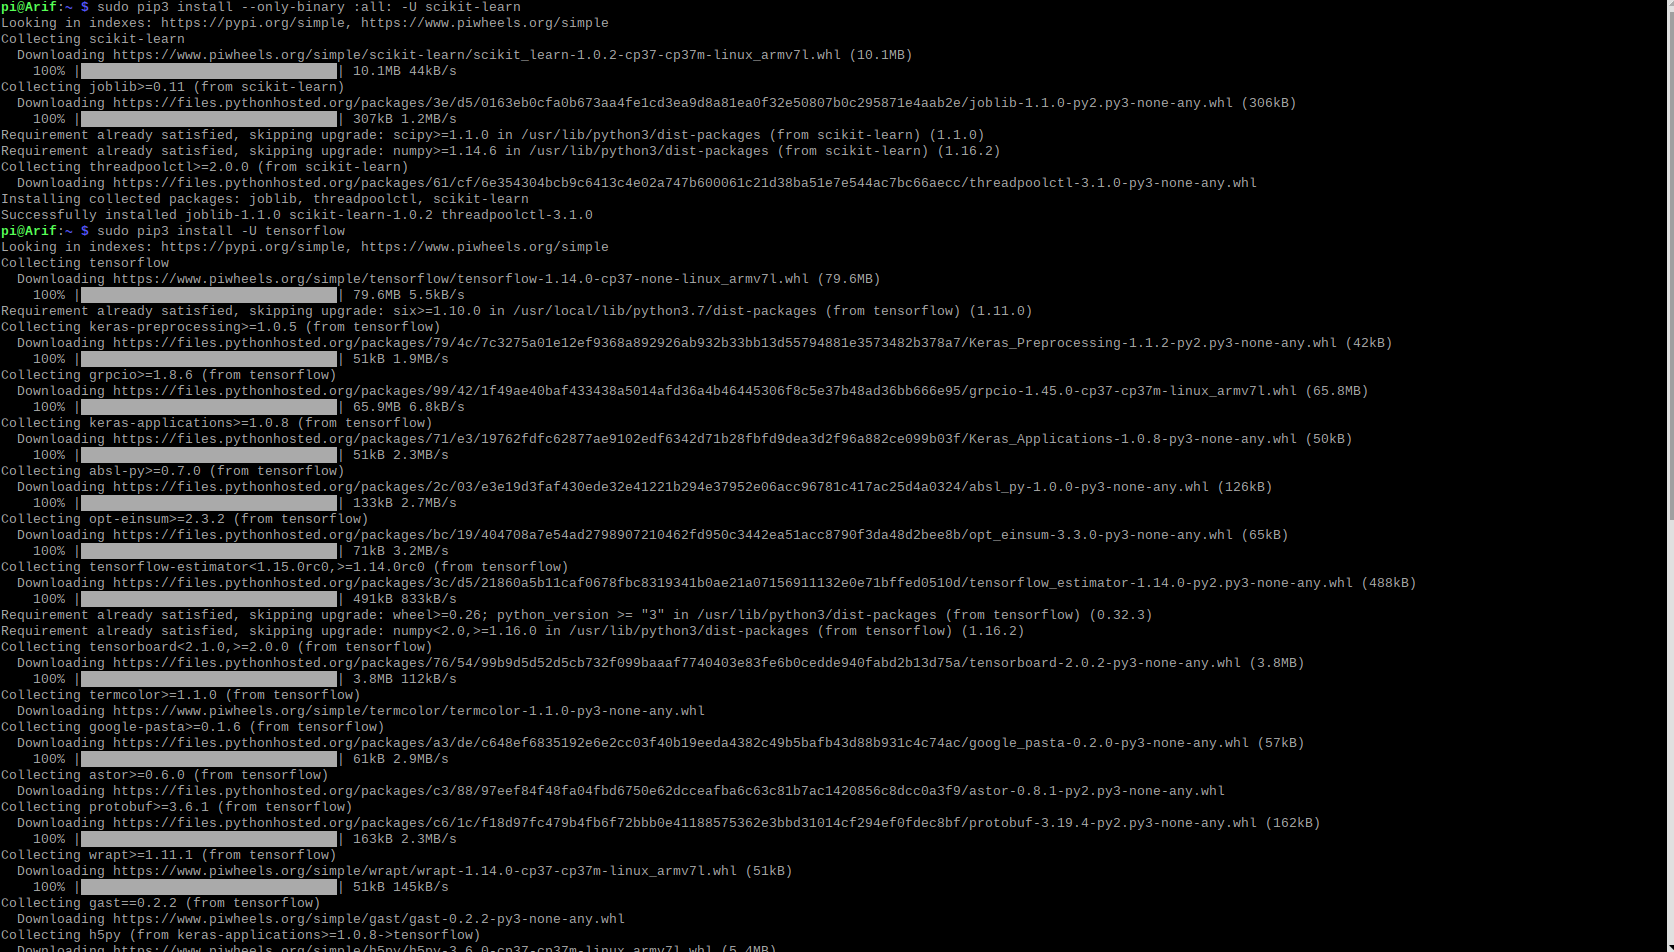 pi@Arif:~ $ sudo pip3 install --only-binary :all: -U scikit-learn
Looking in indexes: https://pypi.org/simple, https://www.piwheels.org/simple
Collecting scikit-learn
  Downloading https://www.piwheels.org/simple/scikit-learn/scikit_learn-1.0.2-cp37-cp37m-linux_armv7l.whl (10.1MB)
    100% |████████████████████████████████| 10.1MB 44kB/s
Collecting joblib>=0.11 (from scikit-learn)
  Downloading https://files.pythonhosted.org/packages/3e/d5/0163eb0cfa0b673aa4fe1cd3ea9d8a81ea0f32e50807b0c295871e4aab2e/joblib-1.1.0-py2.py3-none-any.whl (306kB)
    100% |████████████████████████████████| 307kB 1.2MB/s
Requirement already satisfied, skipping upgrade: scipy>=1.1.0 in /usr/lib/python3/dist-packages (from scikit-learn) (1.1.0)
Requirement already satisfied, skipping upgrade: numpy>=1.14.6 in /usr/lib/python3/dist-packages (from scikit-learn) (1.16.2)
Collecting threadpoolctl>=2.0.0 (from scikit-learn)
  Downloading https://files.pythonhosted.org/packages/61/cf/6e354304bcb9c6413c4e02a747b600061c21d38ba51e7e544ac7bc66aecc/threadpoolctl-3.1.0-py3-none-any.whl
Installing collected packages: joblib, threadpoolctl, scikit-learn
Successfully installed joblib-1.1.0 scikit-learn-1.0.2 threadpoolctl-3.1.0
pi@Arif:~ $ sudo pip3 install -U tensorflow
Looking in indexes: https://pypi.org/simple, https://www.piwheels.org/simple
Collecting tensorflow
  Downloading https://www.piwheels.org/simple/tensorflow/tensorflow-1.14.0-cp37-none-linux_armv7l.whl (79.6MB)
    100% |████████████████████████████████| 79.6MB 5.5kB/s
Requirement already satisfied, skipping upgrade: six>=1.10.0 in /usr/local/lib/python3.7/dist-packages (from tensorflow) (1.11.0)
Collecting keras-preprocessing>=1.0.5 (from tensorflow)
  Downloading https://files.pythonhosted.org/packages/79/4c/7c3275a01e12ef9368a892926ab932b33bb13d55794881e3573482b378a7/Keras_Preprocessing-1.1.2-py2.py3-none-any.whl (42kB)
    100% |████████████████████████████████| 51kB 1.9MB/s
Collecting grpcio>=1.8.6 (from tensorflow)
  Downloading https://files.pythonhosted.org/packages/99/42/1f49ae40baf433438a5014afd36a4b46445306f8c5e37b48ad36bb666e95/grpcio-1.45.0-cp37-cp37m-linux_armv7l.whl (65.8MB)
    100% |████████████████████████████████| 65.9MB 6.8kB/s
Collecting keras-applications>=1.0.8 (from tensorflow)
  Downloading https://files.pythonhosted.org/packages/71/e3/19762fdfc62877ae9102edf6342d71b28fbfd9dea3d2f96a882ce099b03f/Keras_Applications-1.0.8-py3-none-any.whl (50kB)
    100% |████████████████████████████████| 51kB 2.3MB/s
Collecting absl-py>=0.7.0 (from tensorflow)
  Downloading https://files.pythonhosted.org/packages/2c/03/e3e19d3faf430ede32e41221b294e37952e06acc96781c417ac25d4a0324/absl_py-1.0.0-py3-none-any.whl (126kB)
    100% |████████████████████████████████| 133kB 2.7MB/s
Collecting opt-einsum>=2.3.2 (from tensorflow)
  Downloading https://files.pythonhosted.org/packages/bc/19/404708a7e54ad2798907210462fd950c3442ea51acc8790f3da48d2bee8b/opt_einsum-3.3.0-py3-none-any.whl (65kB)
    100% |████████████████████████████████| 71kB 3.2MB/s
Collecting tensorflow-estimator<1.15.0rc0,>=1.14.0rc0 (from tensorflow)
  Downloading https://files.pythonhosted.org/packages/3c/d5/21860a5b11caf0678fbc8319341b0ae21a07156911132e0e71bffed0510d/tensorflow_estimator-1.14.0-py2.py3-none-any.whl (488kB)
    100% |████████████████████████████████| 491kB 833kB/s
Requirement already satisfied, skipping upgrade: wheel>=0.26; python_version >= "3" in /usr/lib/python3/dist-packages (from tensorflow) (0.32.3)
Requirement already satisfied, skipping upgrade: numpy<2.0,>=1.16.0 in /usr/lib/python3/dist-packages (from tensorflow) (1.16.2)
Collecting tensorboard<2.1.0,>=2.0.0 (from tensorflow)
  Downloading https://files.pythonhosted.org/packages/76/54/99b9d5d52d5cb732f099baaaf7740403e83fe6b0cedde940fabd2b13d75a/tensorboard-2.0.2-py3-none-any.whl (3.8MB)
    100% |████████████████████████████████| 3.8MB 112kB/s
Collecting termcolor>=1.1.0 (from tensorflow)
  Downloading https://www.piwheels.org/simple/termcolor/termcolor-1.1.0-py3-none-any.whl
Collecting google-pasta>=0.1.6 (from tensorflow)
  Downloading https://files.pythonhosted.org/packages/a3/de/c648ef6835192e6e2cc03f40b19eeda4382c49b5bafb43d88b931c4c74ac/google_pasta-0.2.0-py3-none-any.whl (57kB)
    100% |████████████████████████████████| 61kB 2.9MB/s
Collecting astor>=0.6.0 (from tensorflow)
  Downloading https://files.pythonhosted.org/packages/c3/88/97eef84f48fa04fbd6750e62dcceafba6c63c81b7ac1420856c8dcc0a3f9/astor-0.8.1-py2.py3-none-any.whl
Collecting protobuf>=3.6.1 (from tensorflow)
  Downloading https://files.pythonhosted.org/packages/c6/1c/f18d97fc479b4fb6f72bbb0e41188575362e3bbd31014cf294ef0fdec8bf/protobuf-3.19.4-py2.py3-none-any.whl (162kB)
    100% |████████████████████████████████| 163kB 2.3MB/s
Collecting wrapt>=1.11.1 (from tensorflow)
  Downloading https://www.piwheels.org/simple/wrapt/wrapt-1.14.0-cp37-cp37m-linux_armv7l.whl (51kB)
    100% |████████████████████████████████| 51kB 145kB/s
Collecting gast==0.2.2 (from tensorflow)
  Downloading https://www.piwheels.org/simple/gast/gast-0.2.2-py3-none-any.whl
Collecting h5py (from keras-applications>=1.0.8->tensorflow)
  Downloading https://www.piwheels.org/simple/h5py/h5py-3.6.0-cp37-cp37m-linux_armv7l.whl (5.4MB)